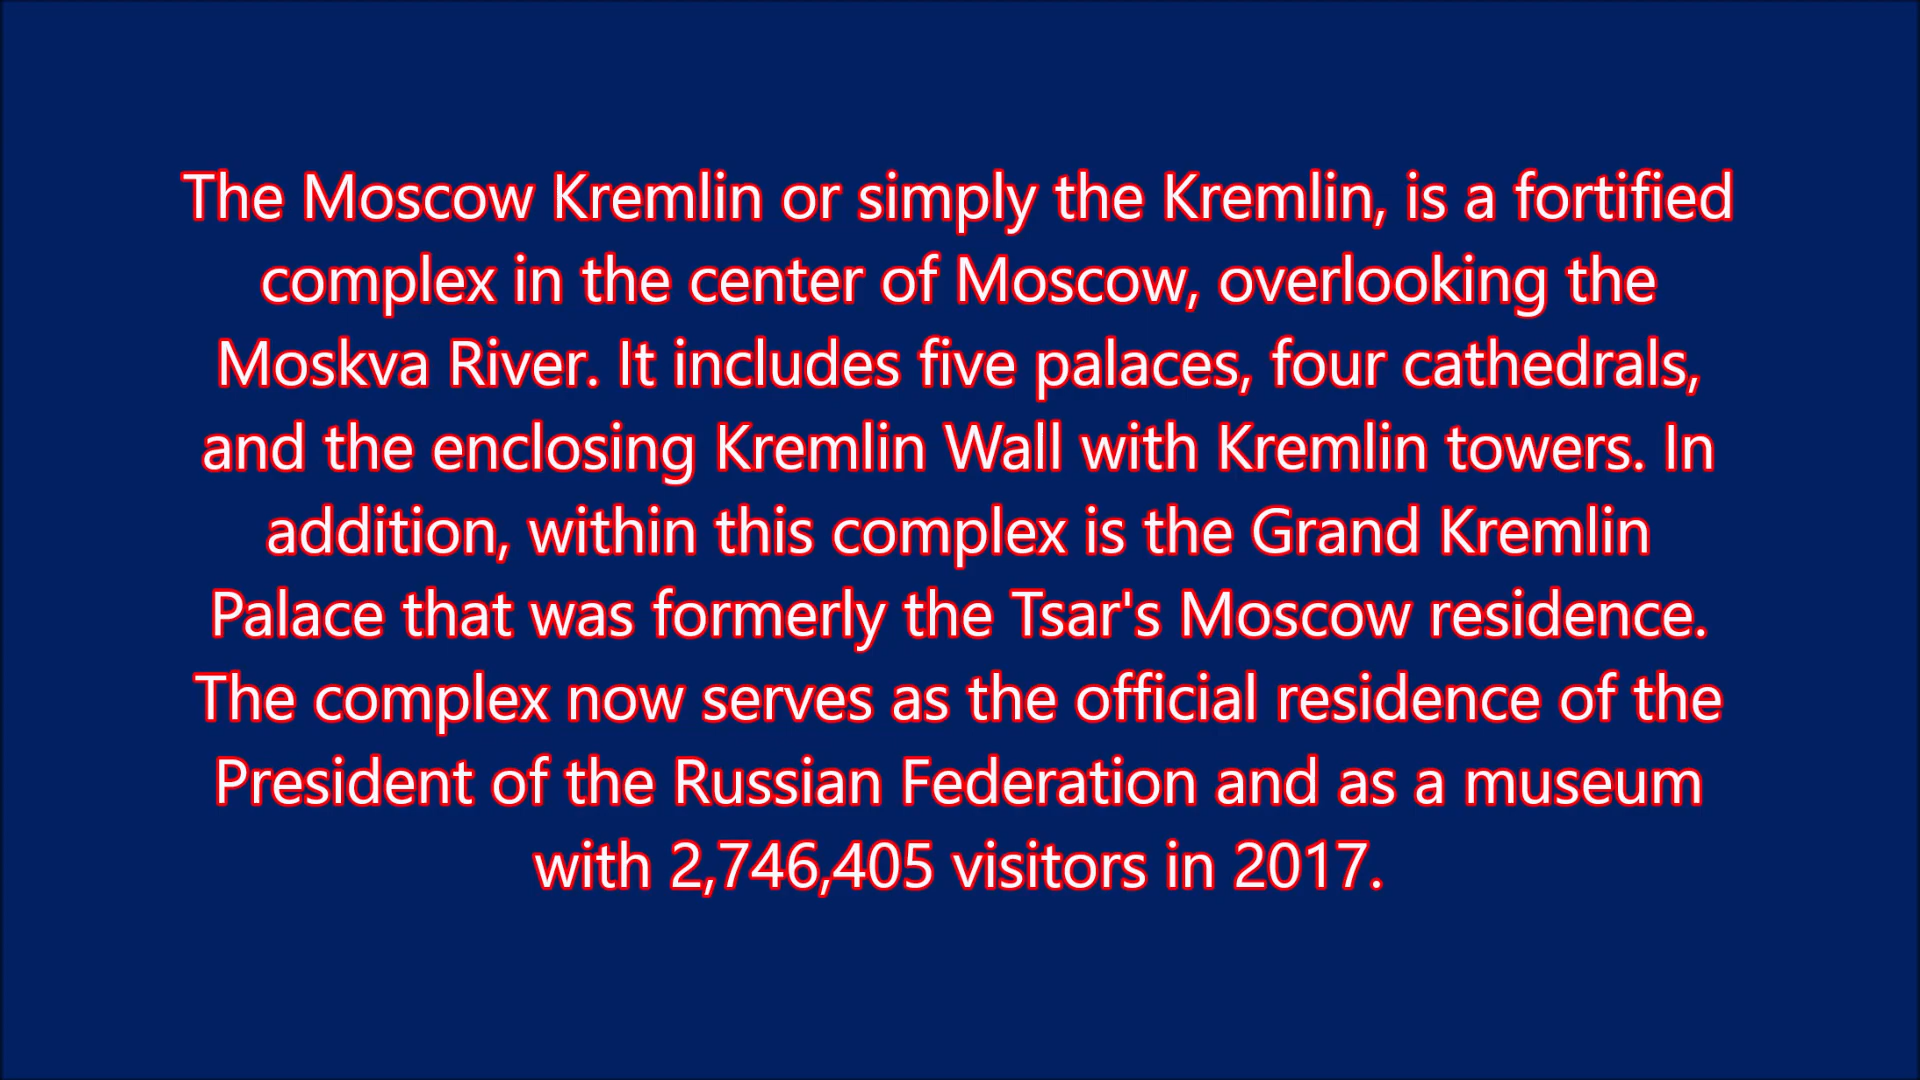 The Moscow Kremlin or simply the Kremlin, is a fortified
complex in the center of Moscow, overlooking the
Moskva River. It includes five palaces, four cathedrals,
and the enclosing Kremlin Wall with Kremlin towers. In
addition, within this complex is the Grand Kremlin
Palace that was formerly the Tsar's Moscow residence.
The complex now serves as the official residence of the
President of the Russian Federation and as a museum
with 2,746,405 visitors in 2017.